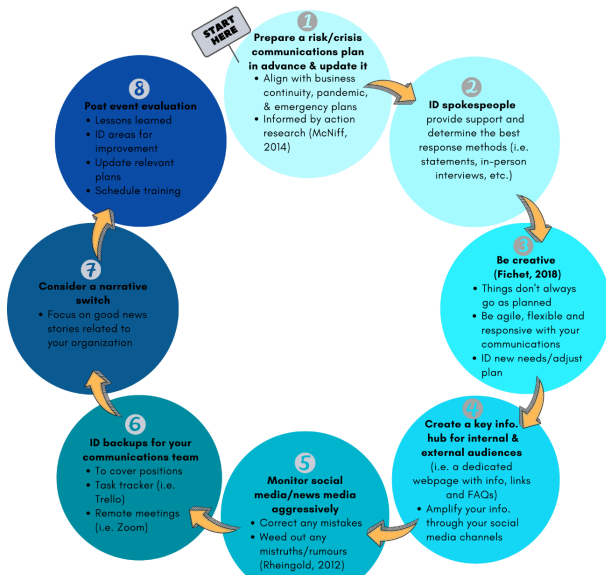 START
HERE
1
Prepare a risk/crisis
communications plan
in advance & update it
• Align with business
continuity, pandemic,
& emergency plans
• Informed by action
research (McNiff,
2014)
2
ID spokespeople
provide support and
determine the best
response methods (i.e.
statements, in-person
interviews, etc.)
3
Be creative
(Fichet, 2018)
• Things don't always
go as planned
• Be agile, flexible and
responsive with your
communications
• ID new needs/adjust
plan
4
Create a key info.
hub for internal &
external audiences
(i.e. a dedicated
webpage with info, links
and FAQs)
• Amplify your info.
through your social
media channels
5
Monitor social
media/news media
aggressively
• Correct any mistakes
• Weed out any
mistruths/rumours
(Rheingold, 2012)
6
ID backups for your
communications team
• To cover positions
• Task tracker (i.e.
Trello)
• Remote meetings
(i.e. Zoom)
7
Consider a narrative
switch
• Focus on good news
stories related to
your organization
8
Post event evaluation
• Lessons learned
• ID areas for
improvement
• Update relevant
plans
• Schedule training